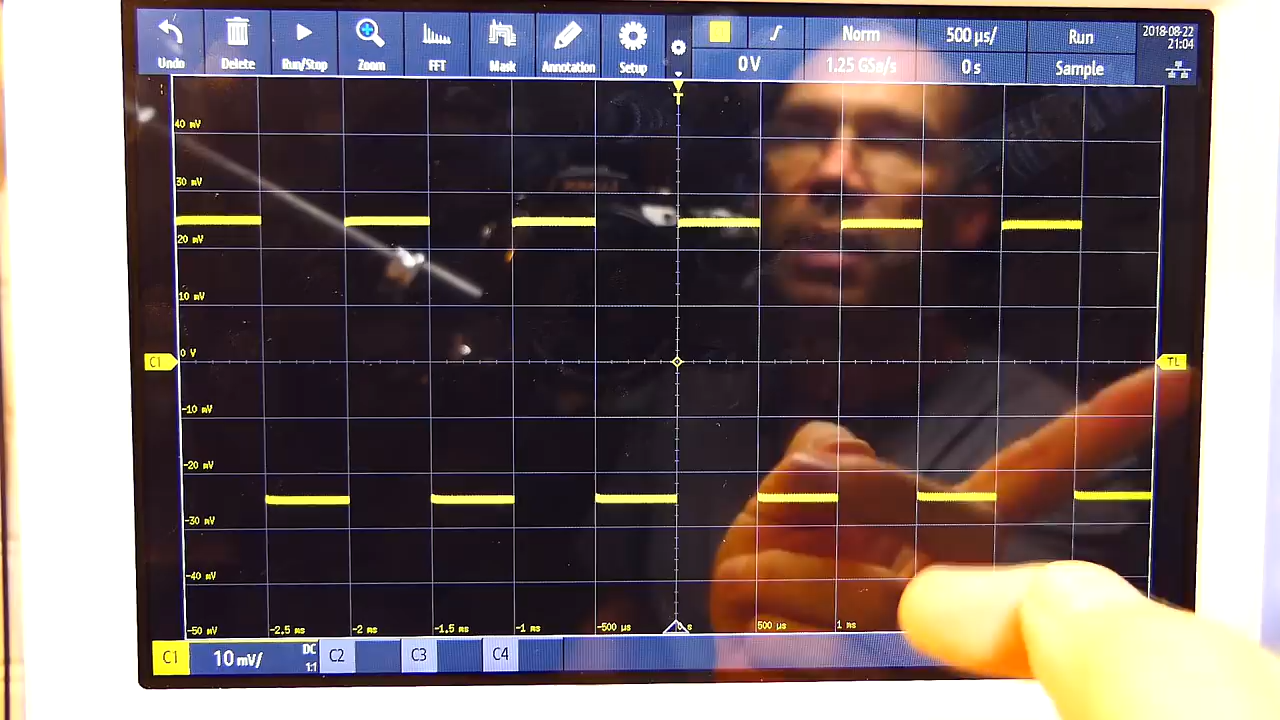 Undo Delete Run/Stop Zoom FFT Mask Annotation Setup
Norm 500 µs/ Run 2018-08-22
21:04
0 V 1.25 GSa/s 0 s Sample
T
40 mV
30 mV
20 mV
10 mV
0 V
C1 TL
-10 mV
-20 mV
-30 mV
-40 mV
-50 mV -2.5 ms -2 ms -1.5 ms -1 ms -500 µs 0 s 500 µs 1 ms
C1 10 mV/ DC
1:1
C2 C3 C4